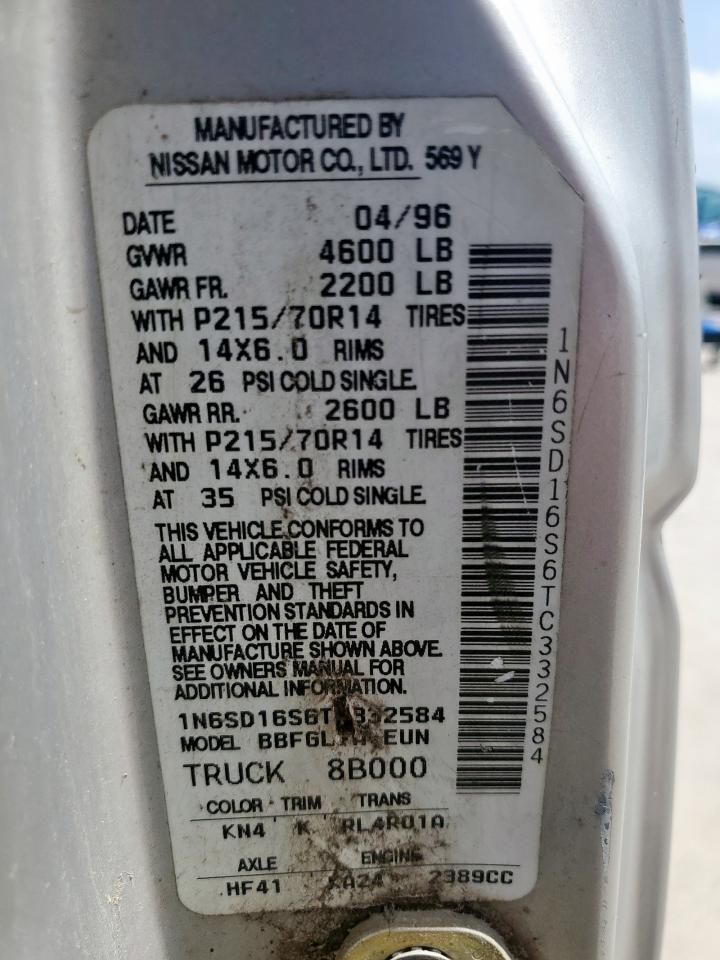 MANUFACTURED BY
NISSAN MOTOR CO., LTD. 569 Y
DATE 04/96
GVWR 4600 LB
GAWR FR. 2200 LB
WITH P215/70R14 TIRES
AND 14X6.0 RIMS
AT 26 PSI COLD SINGLE.
GAWR RR. 2600 LB
WITH P215/70R14 TIRES
AND 14X6.0 RIMS
AT 35 PSI COLD SINGLE.
THIS VEHICLE CONFORMS TO
ALL APPLICABLE FEDERAL
MOTOR VEHICLE SAFETY,
BUMPER AND THEFT
PREVENTION STANDARDS IN
EFFECT ON THE DATE OF
MANUFACTURE SHOWN ABOVE.
SEE OWNERS MANUAL FOR
ADDITIONAL INFORMATION.
MODEL
TRUCK 8B000
COLOR TRIM TRANS
KN4 K RL4R01A
AXLE ENGINE
HF41 KA24 2389CC
1N6SD16S6TC332584